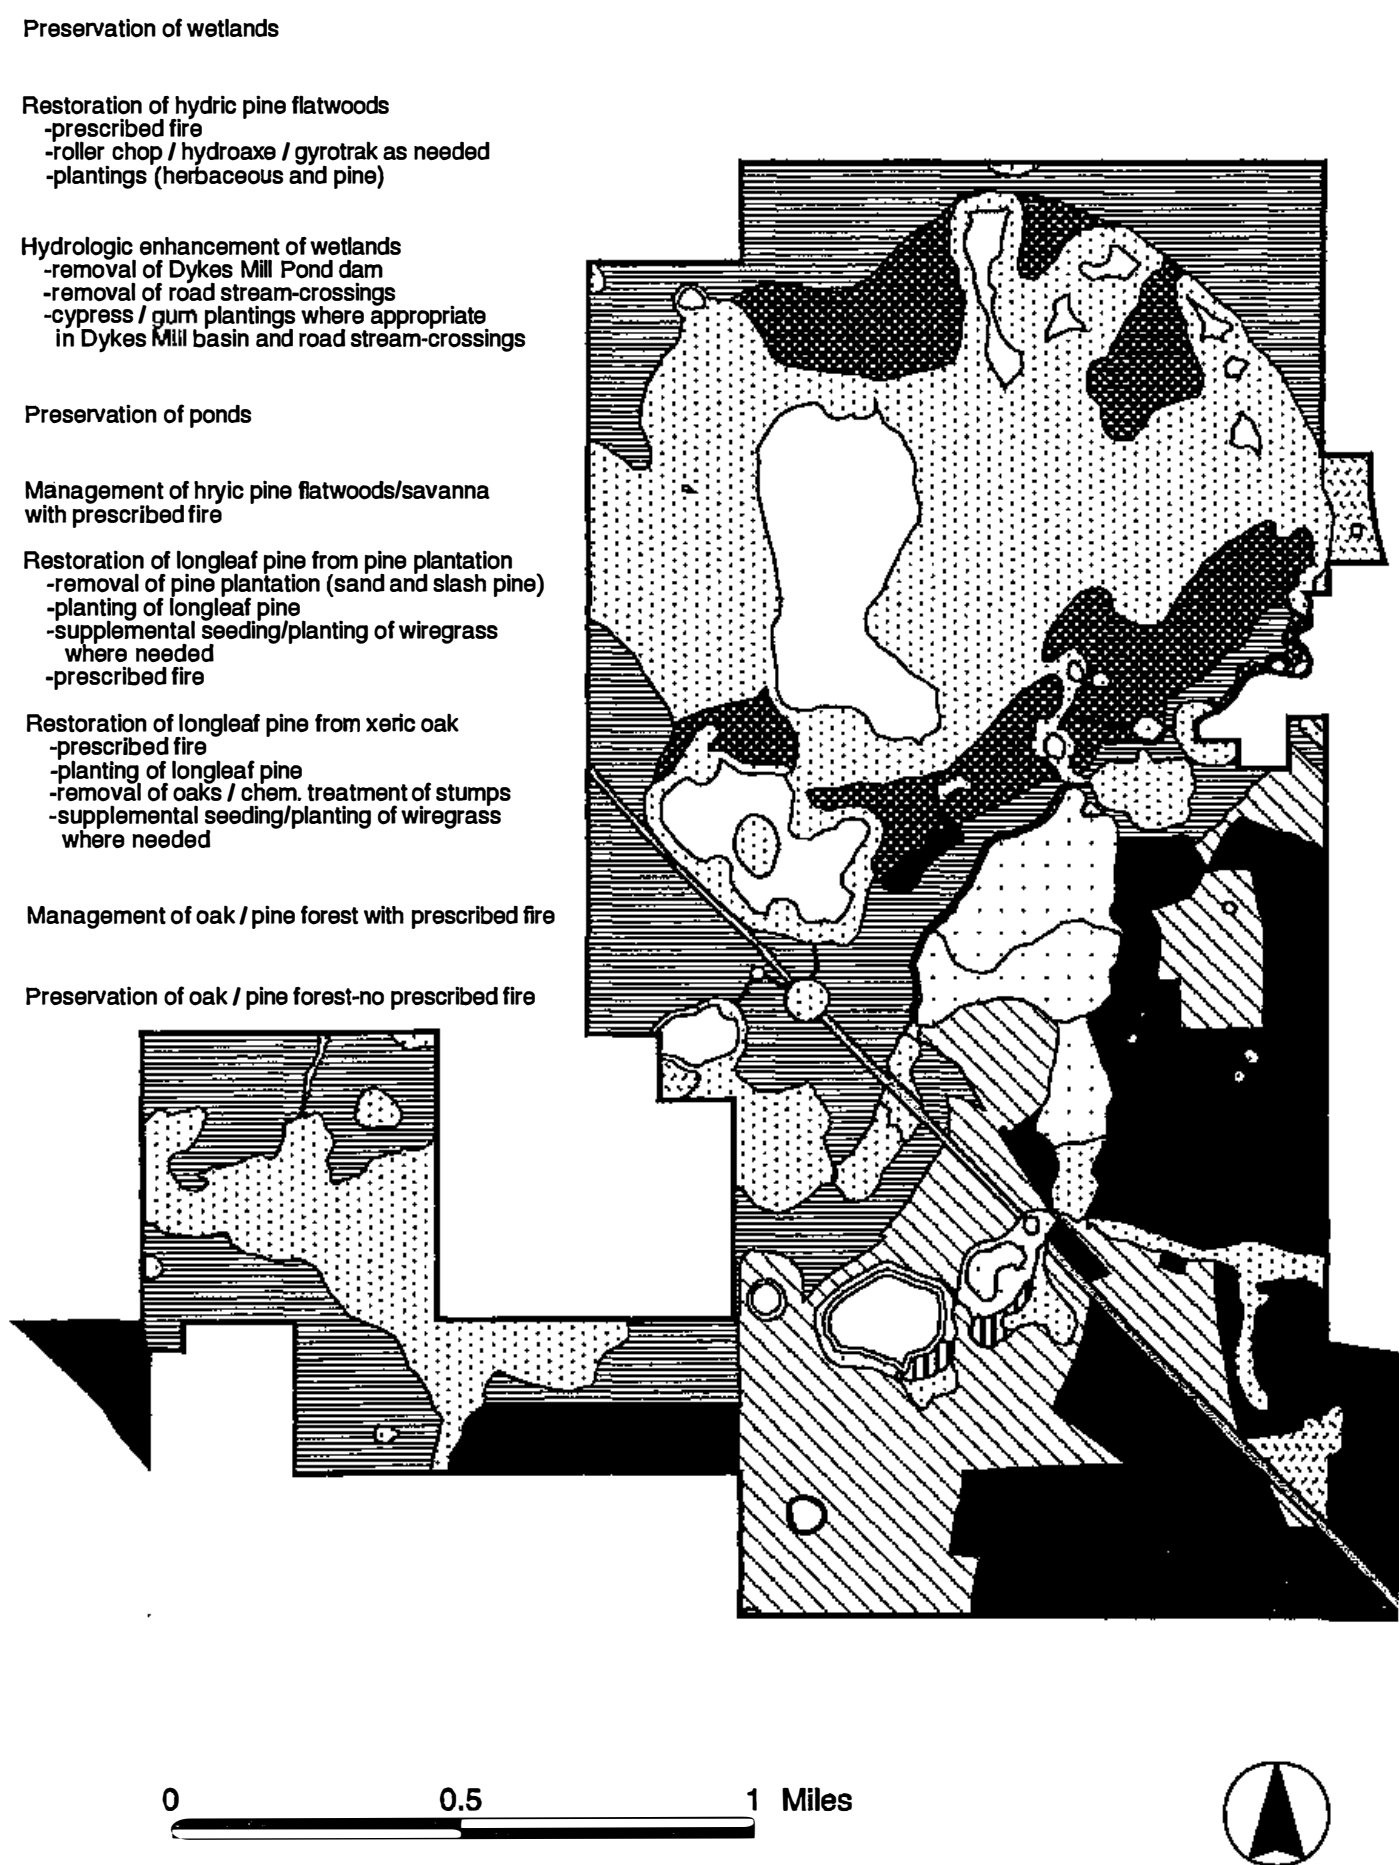 Preservation of wetlands
Restoration of hydric pine flatwoods
-prescribed fire
-roller chop / hydroaxe / gyrotrak as needed
-plantings (herbaceous and pine)
Hydrologic enhancement of wetlands
-removal of Dykes Mill Pond dam
-removal of road stream-crossings
-cypress / gum plantings where appropriate
in Dykes Mill basin and road stream-crossings
Preservation of ponds
Management of hryic pine flatwoods/savanna
with prescribed fire
Restoration of longleaf pine from pine plantation
-removal of pine plantation (sand and slash pine)
-planting of longleaf pine
-supplemental seeding/planting of wiregrass
where needed
-prescribed fire
Restoration of longleaf pine from xeric oak
-prescribed fire
-planting of longleaf pine
-removal of oaks / chem. treatment of stumps
-supplemental seeding/planting of wiregrass
where needed
Management of oak / pine forest with prescribed fire
Preservation of oak / pine forest-no prescribed fire
0 0.5 1 Miles